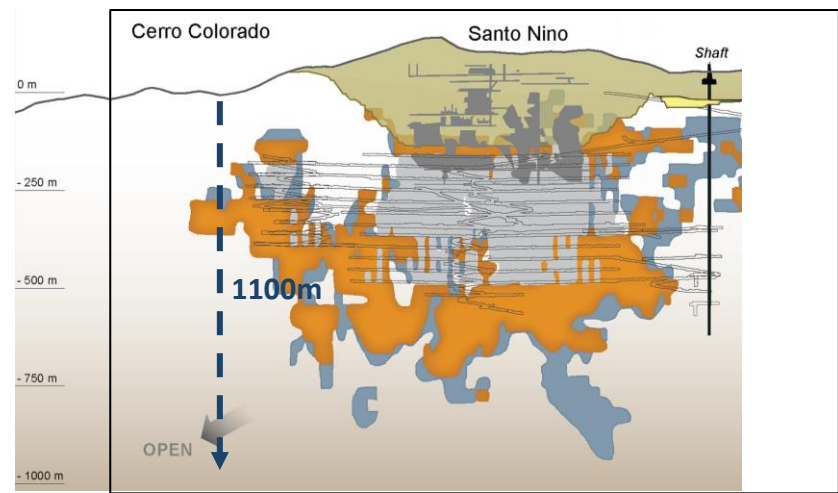 Cerro Colorado
Santo Nino
Shaft
0 m
- 250 m
- 500 m
1100m
- 750 m
OPEN
- 1000 m